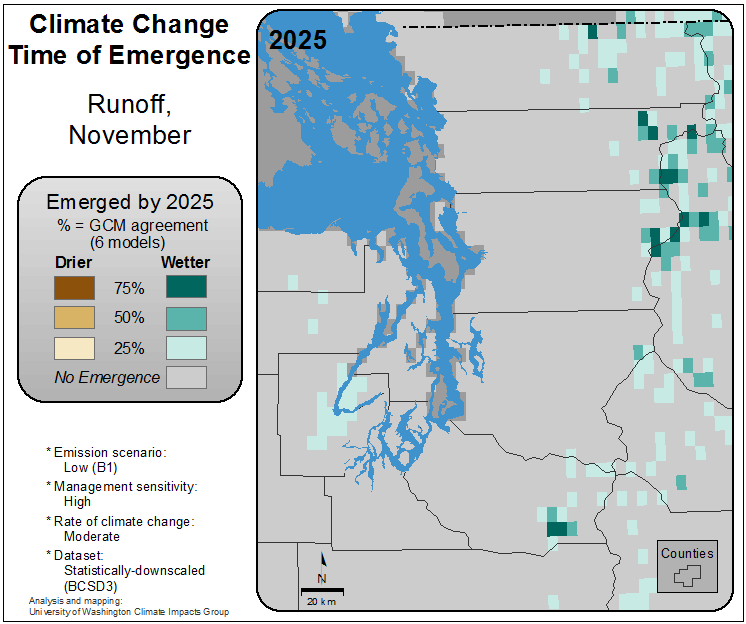 Climate Change
Time of Emergence
Runoff,
November
Emerged by 2025
% = GCM agreement
(6 models)
Drier Wetter
75%
50%
25%
No Emergence
* Emission scenario:
Low (B1)
* Management sensitivity:
High
* Rate of climate change:
Moderate
* Dataset:
Statistically-downscaled
(BCSD3)
Analysis and mapping:
University of Washington Climate Impacts Group
2025
N
20 km
Counties